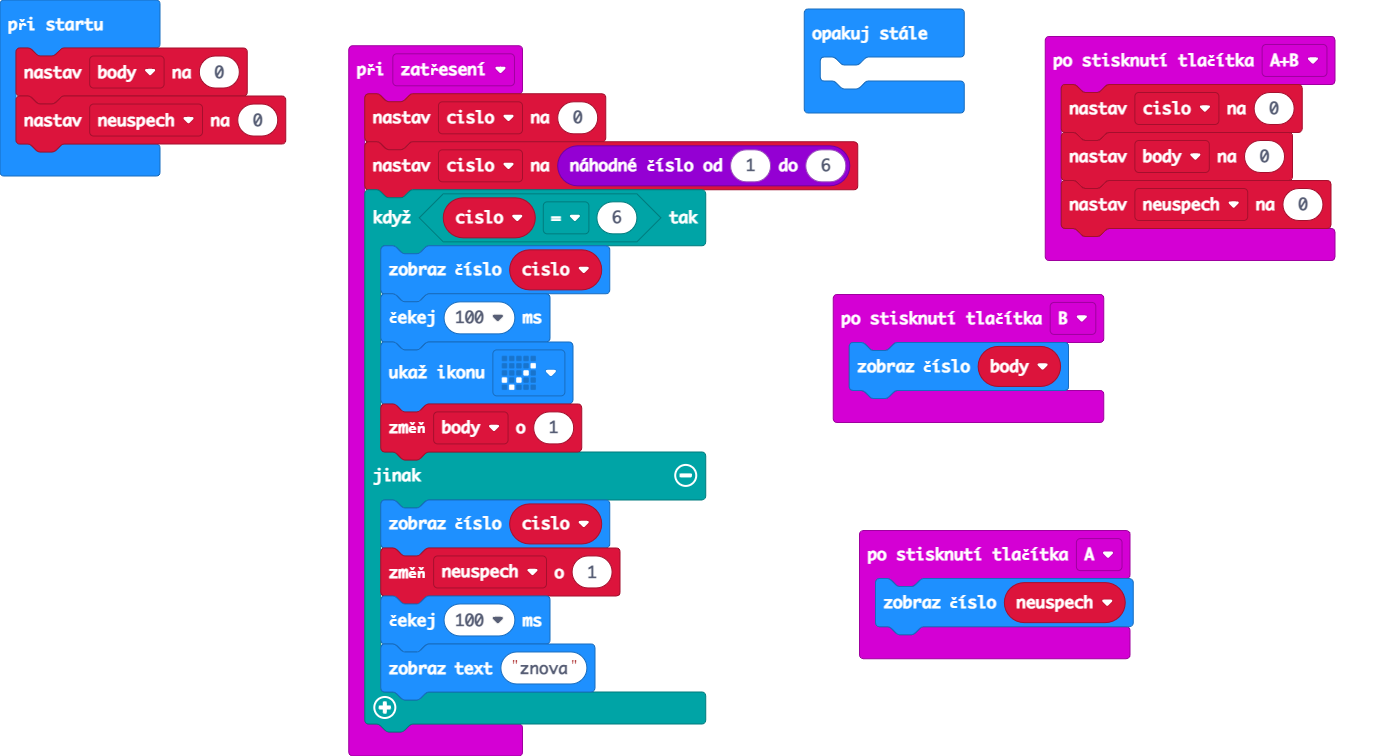 při startu
nastav body na 0
nastav neuspech na 0
při zatřesení
nastav cislo na 0
nastav cislo na náhodné číslo od 1 do 6
když cislo = 6 tak
zobraz číslo cislo
čekej 100 ms
ukaž ikonu
změň body o 1
jinak
zobraz číslo cislo
změň neuspech o 1
čekej 100 ms
zobraz text "znova"
opakuj stále
po stisknutí tlačítka A+B
nastav cislo na 0
nastav body na 0
nastav neuspech na 0
po stisknutí tlačítka B
zobraz číslo body
po stisknutí tlačítka A
zobraz číslo neuspech